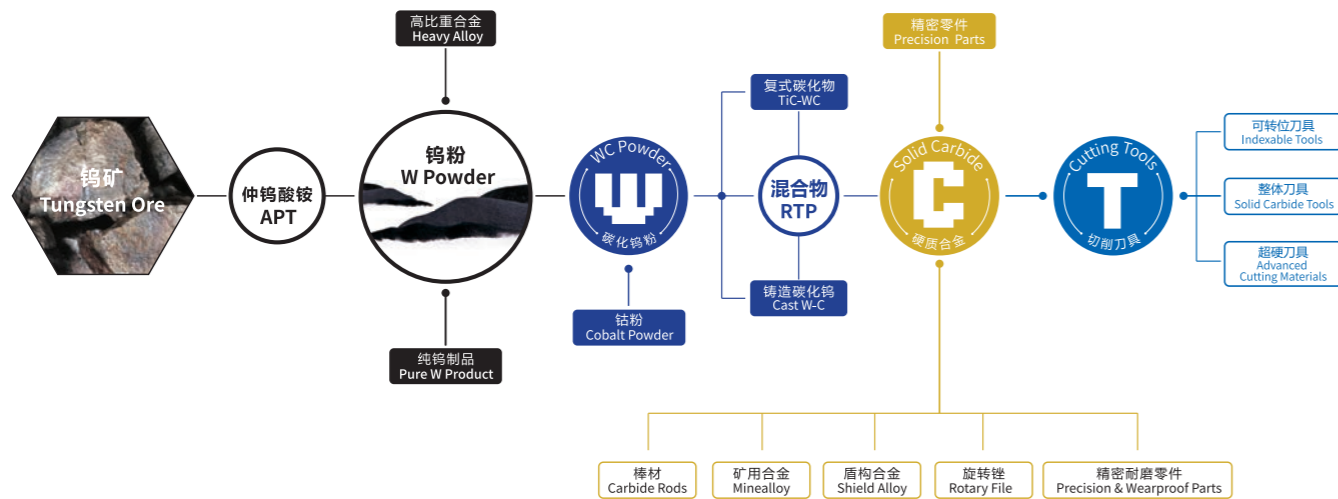 高比重合金
Heavy Alloy
精密零件
Precision Parts
复式碳化物
TiC-WC
钨矿
Tungsten Ore
仲钨酸铵
APT
钨粉
W Powder
WC Powder
W
碳化钨粉
混合物
RTP
Solid Carbide
C
硬质合金
Cutting Tools
T
切削刀具
可转位刀具
Indexable Tools
整体刀具
Solid Carbide Tools
超硬刀具
Advanced
Cutting Materials
铸造碳化钨
Cast W-C
钴粉
Cobalt Powder
纯钨制品
Pure W Product
棒材
Carbide Rods
矿用合金
Minealloy
盾构合金
Shield Alloy
旋转锉
Rotary File
精密耐磨零件
Precision & Wearproof Parts